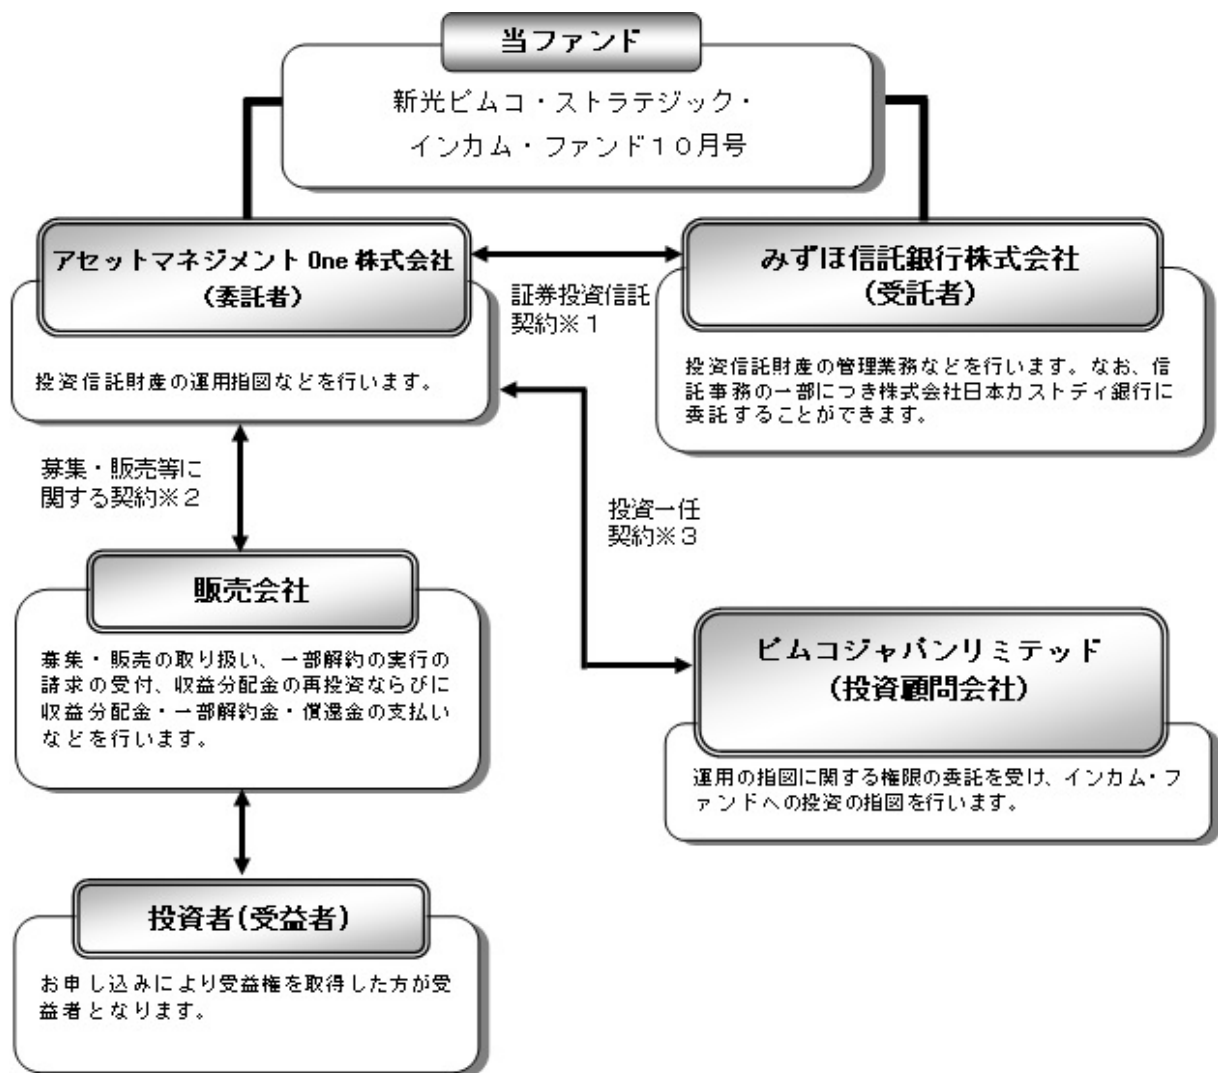 当ファンド
新光ピムコ・ストラテジック・
インカム・ファンド１０月号
アセットマネジメント One 株式会社
（委託者）
投資信託財産の運用指図などを行います。
証券投資信託
契約※１
みずほ信託銀行株式会社
（受託者）
投資信託財産の管理業務などを行います。なお、信
託事務の一部につき株式会社日本カストディ銀行に
委託することができます。
募集・販売等に
関する契約※２
投資一任
契約※３
販売会社
募集・販売の取り扱い、一部解約の実行の
請求の受付、収益分配金の再投資ならびに
収益分配金・一部解約金・償還金の支払い
などを行います。
ピムコジャパンリミテッド
（投資顧問会社）
運用の指図に関する権限の委託を受け、インカム・フ
ァンドへの投資の指図を行います。
投資者（受益者）
お申し込みにより受益権を取得した方が受
益者となります。